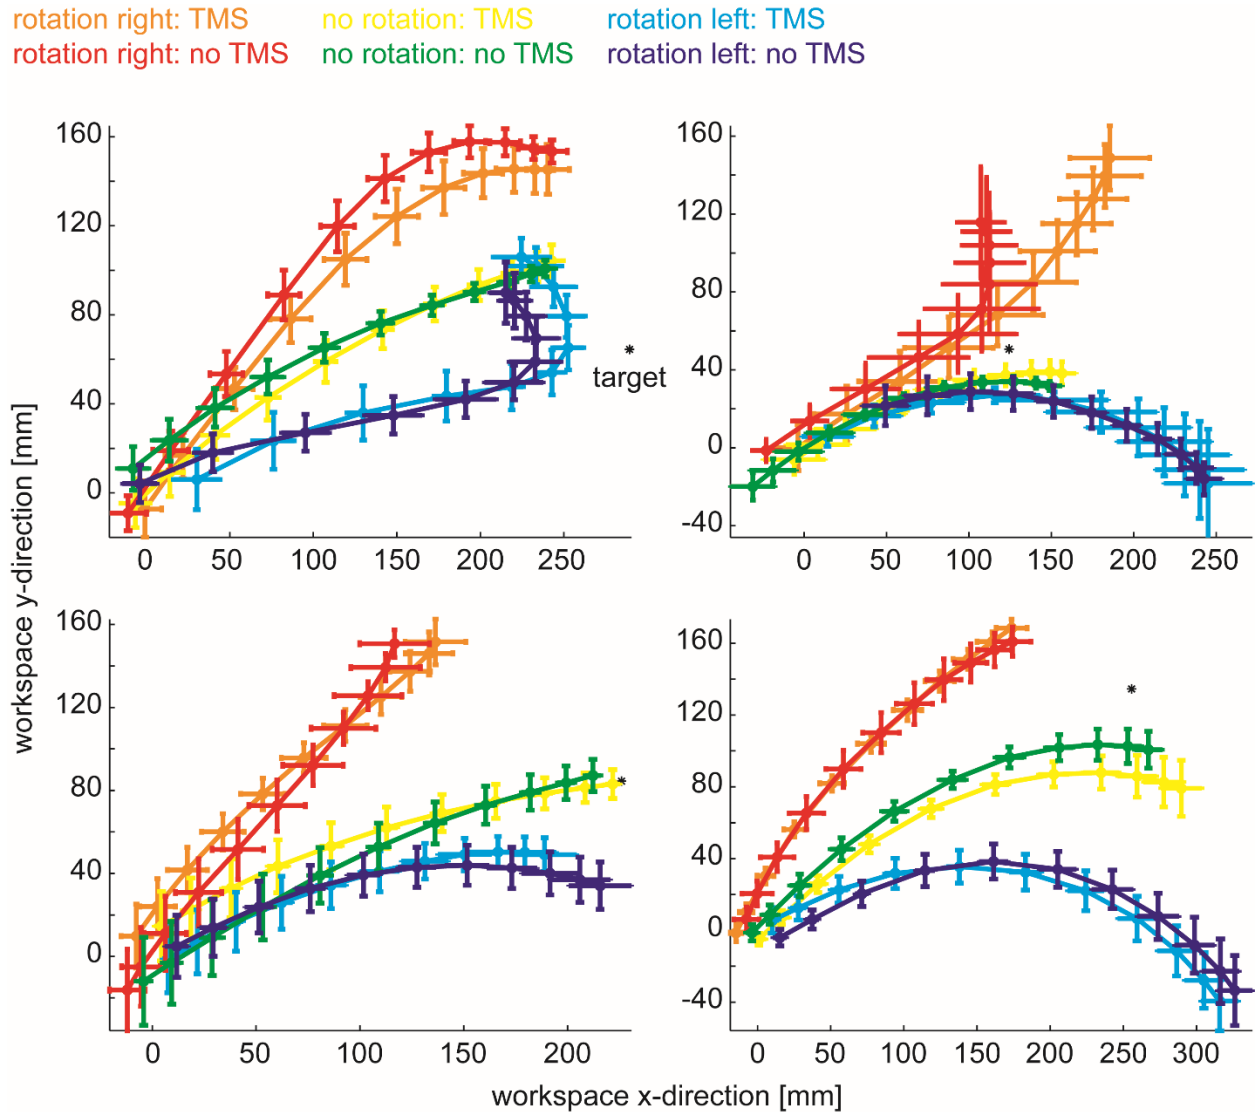 rotation right: TMS no rotation: TMS rotation left: TMS
rotation right: no TMS no rotation: no TMS rotation left: no TMS
160
120
80
40
0
0 50 100 150 200 250
*
target
160
120
80
40
0
-40
0 50 100 150 200 250
*
160
120
80
40
0
0 50 100 150 200
*
160
120
80
40
0
-40
0 50 100 150 200 250 300
*
workspace y-direction [mm]
workspace x-direction [mm]